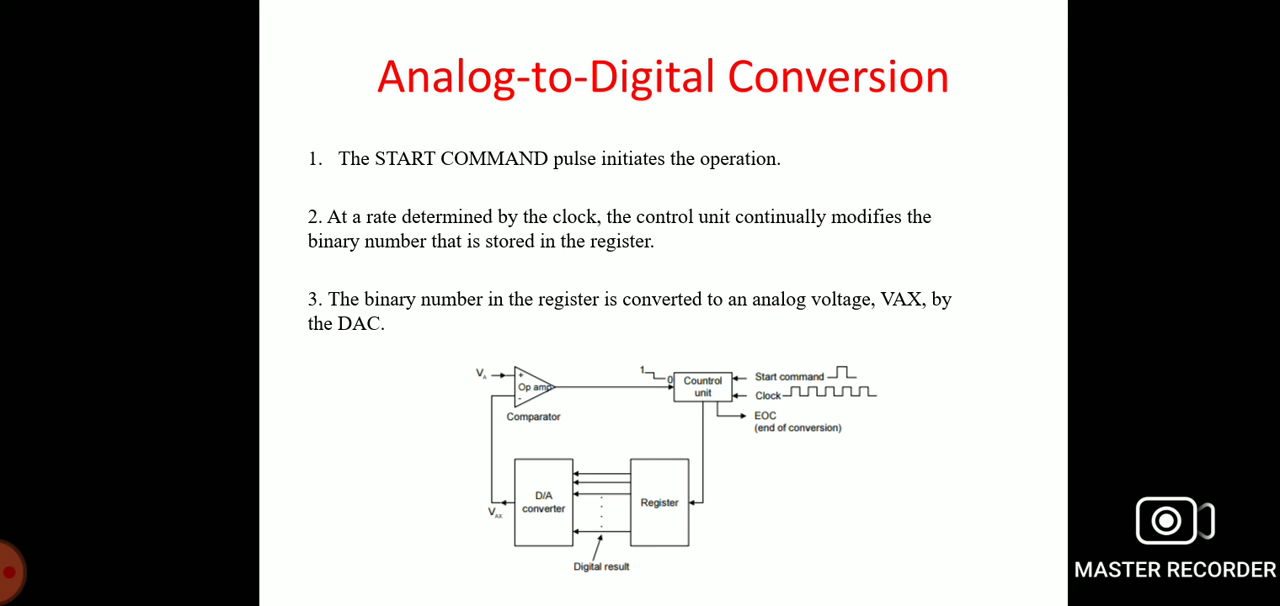 Analog-to-Digital Conversion
1. The START COMMAND pulse initiates the operation.
2. At a rate determined by the clock, the control unit continually modifies the
binary number that is stored in the register.
3. The binary number in the register is converted to an analog voltage, VAX, by
the DAC.
VA
+
Op amp
-
Comparator
1
0
Countrol
unit
Start command
Clock
EOC
(end of conversion)
D/A
converter
VAX
Register
Digital result
MASTER RECORDER